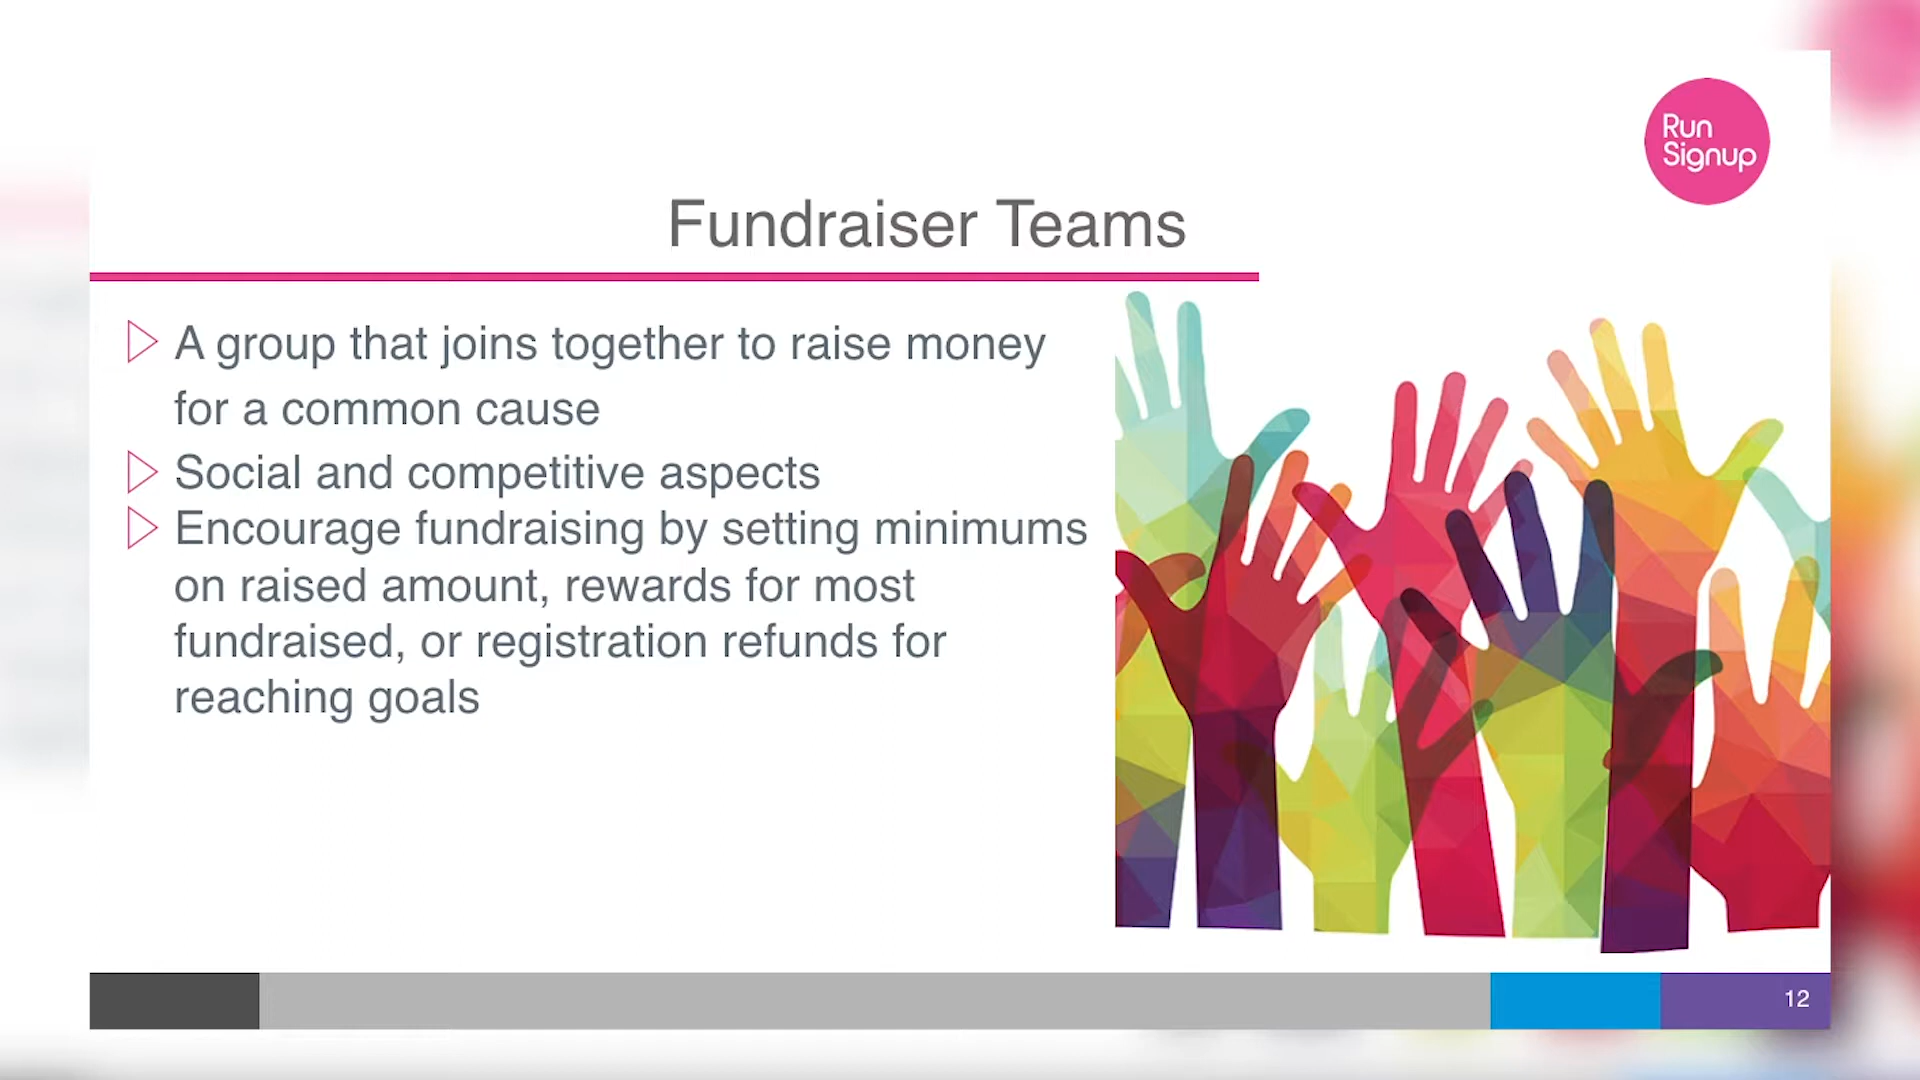 Run
Signup
Fundraiser Teams
A group that joins together to raise money
for a common cause
Social and competitive aspects
Encourage fundraising by setting minimums
on raised amount, rewards for most
fundraised, or registration refunds for
reaching goals
12